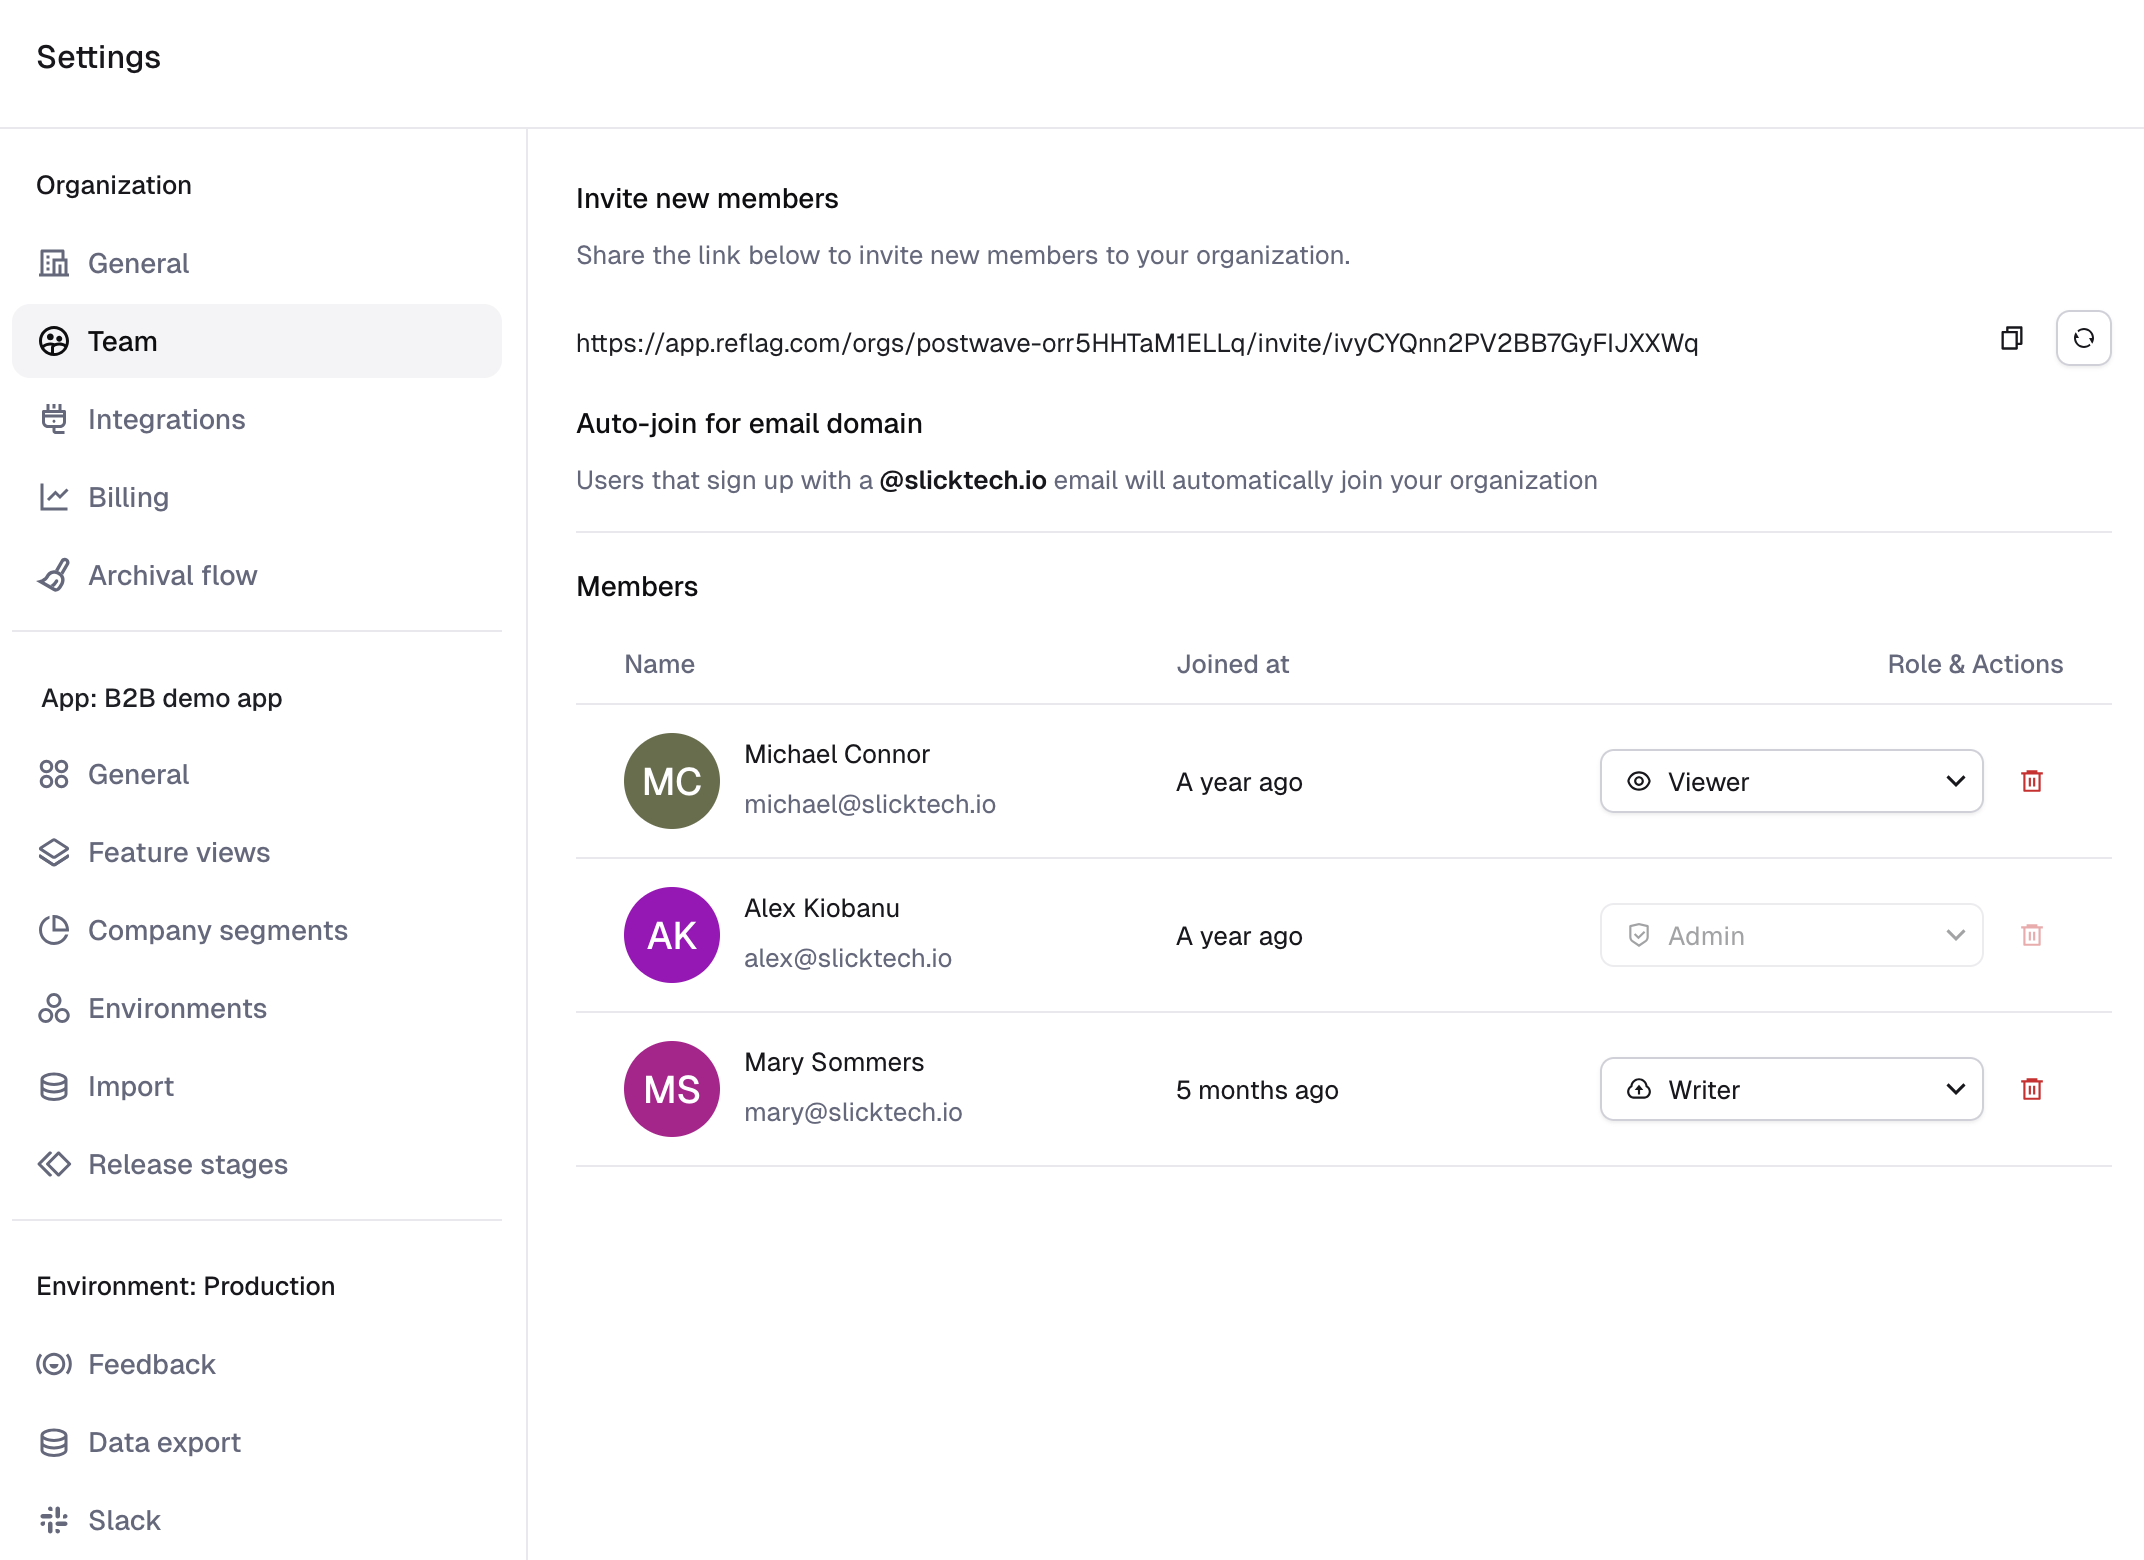 Settings
Organization
General
Team
Integrations
Billing
Archival flow
App: B2B demo app
General
Feature views
Company segments
Environments
Import
Release stages
Environment: Production
Feedback
Data export
Slack
Invite new members
Share the link below to invite new members to your organization.
https://app.reflag.com/orgs/postwave-orr5HHTaM1ELLq/invite/ivyCYQnn2PV2BB7GyFIJXXWq
Auto-join for email domain
Users that sign up with a @slicktech.io email will automatically join your organization
Members
Name Joined at Role & Actions
MC Michael Connor
michael@slicktech.io
A year ago
Viewer
AK Alex Kiobanu
alex@slicktech.io
A year ago
Admin
MS Mary Sommers
mary@slicktech.io
5 months ago
Writer